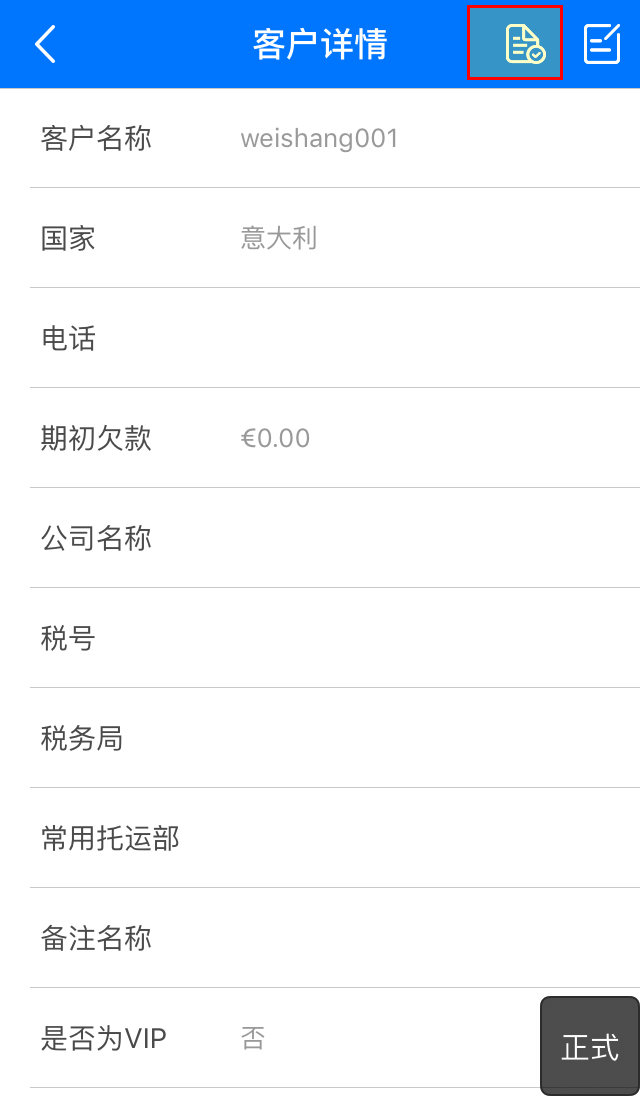 客户详情
客户名称 weishang001
国家 意大利
电话
期初欠款 €0.00
公司名称
税号
税务局
常用托运部
备注名称
是否为VIP 否
正式